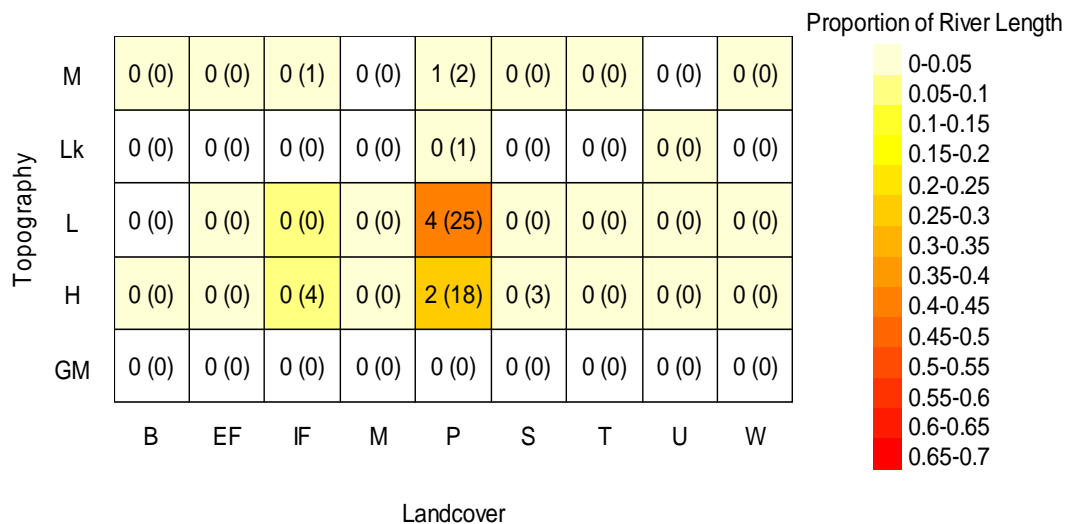 Proportion of River Length
0-0.05
0.05-0.1
0.1-0.15
0.15-0.2
0.2-0.25
0.25-0.3
0.3-0.35
0.35-0.4
0.4-0.45
0.45-0.5
0.5-0.55
0.55-0.6
0.6-0.65
0.65-0.7
Topography
M 0 (0) 0 (0) 0 (1) 0 (0) 1 (2) 0 (0) 0 (0) 0 (0) 0 (0)
Lk 0 (0) 0 (0) 0 (0) 0 (0) 0 (1) 0 (0) 0 (0) 0 (0) 0 (0)
L 0 (0) 0 (0) 0 (0) 0 (0) 4 (25) 0 (0) 0 (0) 0 (0) 0 (0)
H 0 (0) 0 (0) 0 (4) 0 (0) 2 (18) 0 (3) 0 (0) 0 (0) 0 (0)
GM 0 (0) 0 (0) 0 (0) 0 (0) 0 (0) 0 (0) 0 (0) 0 (0) 0 (0)
B EF IF M P S T U W
Landcover